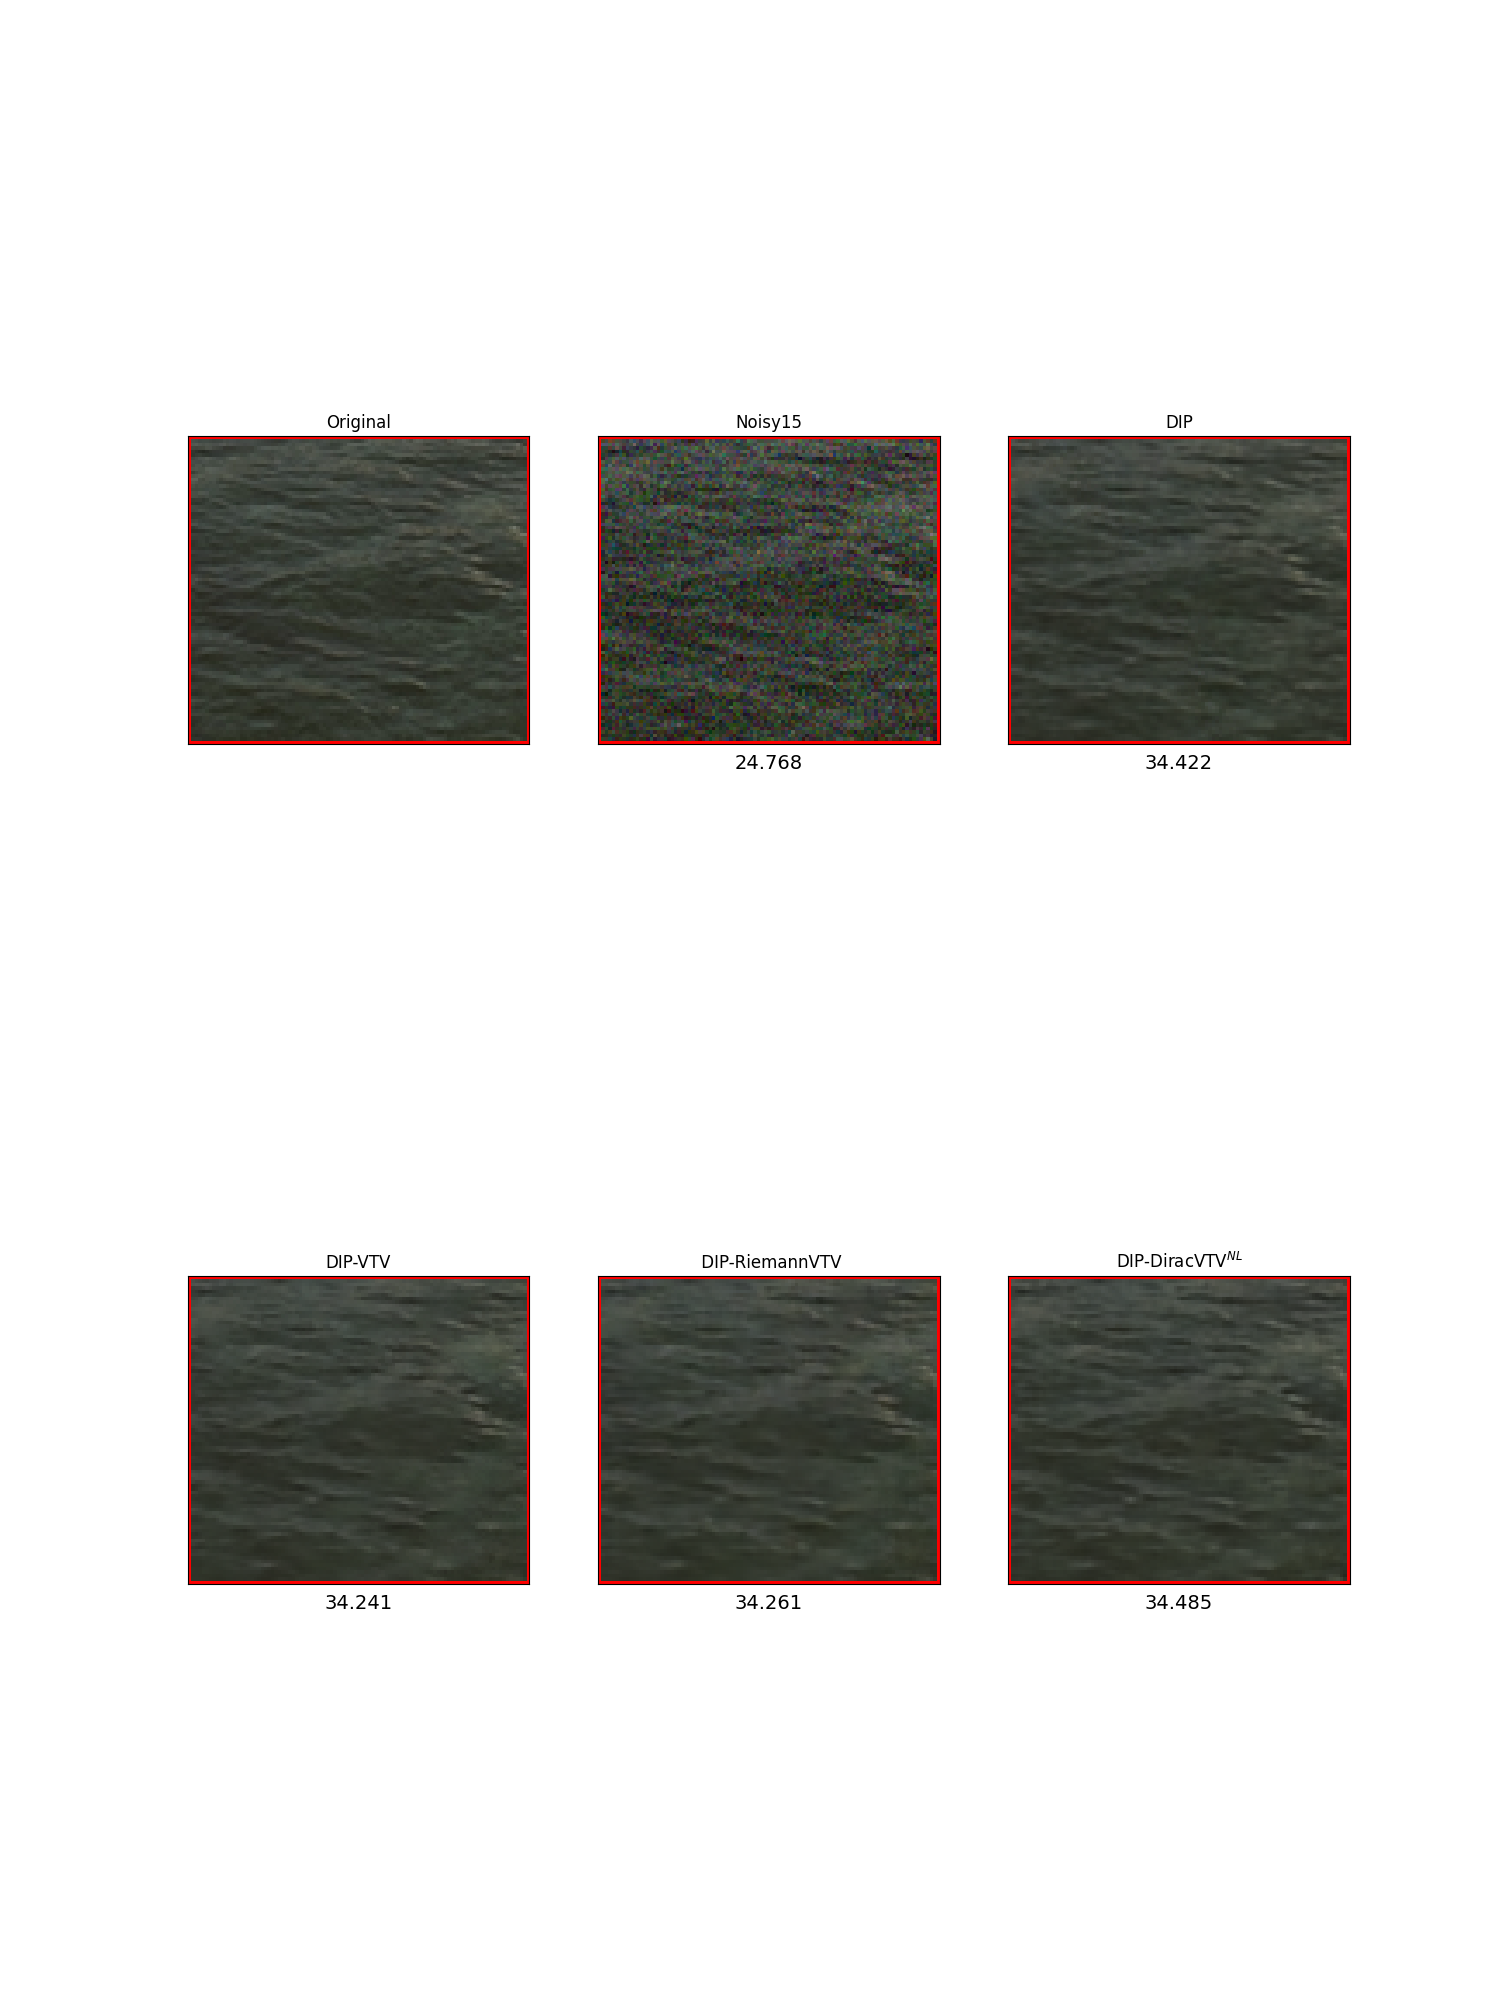 Original
Noisy15
DIP
24.768
34.422
DIP-VTV
DIP-RiemannVTV
DIP-DiracVTV^{NL}
34.241
34.261
34.485